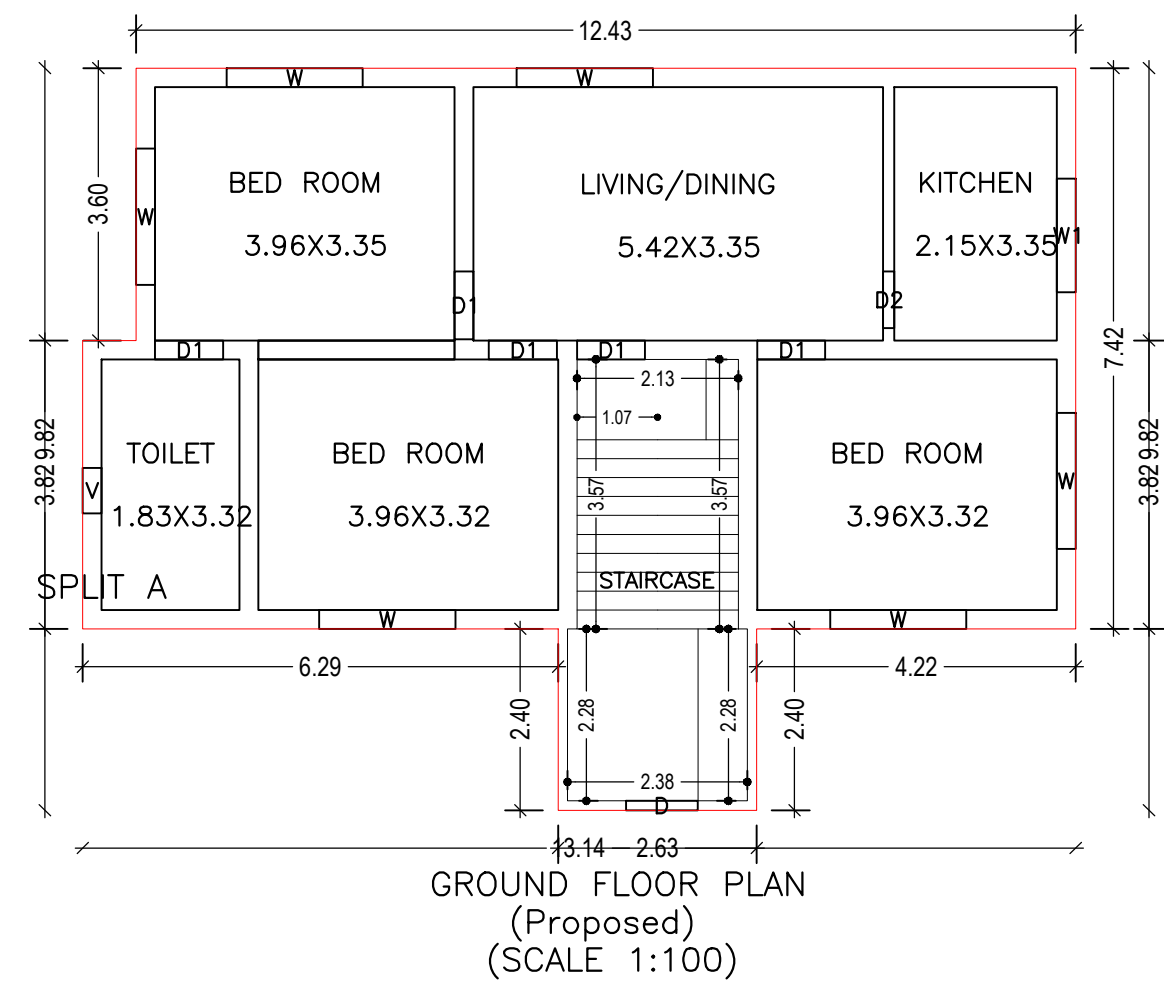 12.43
W W
3.60
BED ROOM LIVING/DINING KITCHEN
3.96X3.35 5.42X3.35 2.15X3.35
W W1
D1 D2
D1 D1 D1 D1
7.42
2.13
1.07
9.82 9.82
3.82 3.82
TOILET BED ROOM BED ROOM
V W
3.57 3.57
1.83X3.32 3.96X3.32 3.96X3.32
SPLIT A STAIRCASE
W W
6.29 4.22
2.40 2.28 2.28 2.40
2.38
D
13.14 2.63
GROUND FLOOR PLAN
(Proposed)
(SCALE 1:100)